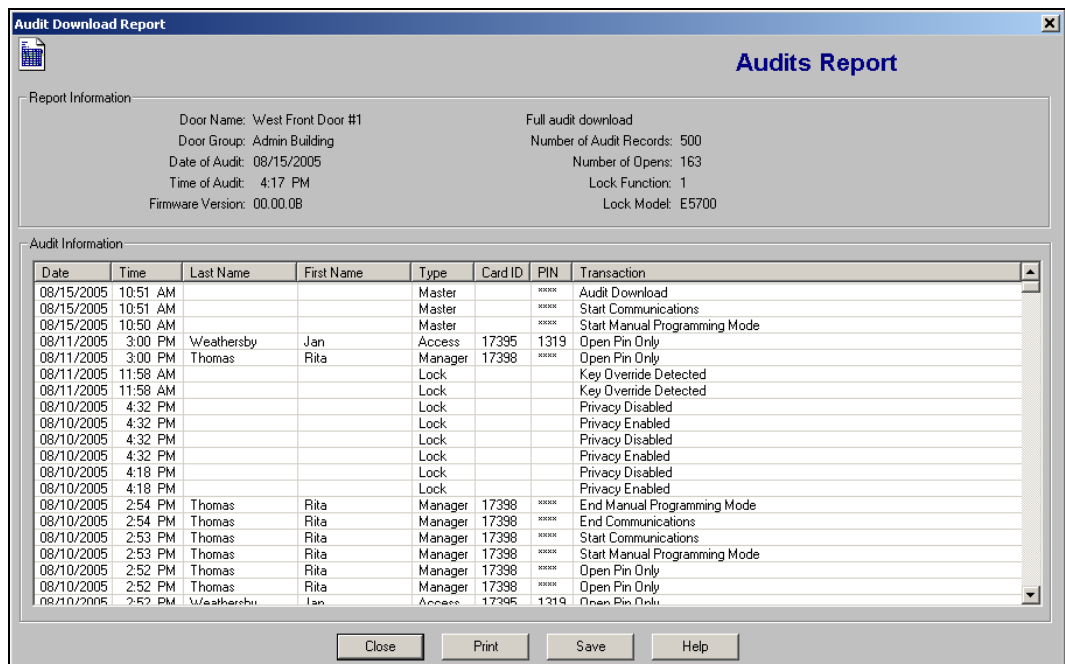 Audit Download Report
Audits Report
Report Information
Door Name: West Front Door #1 Full audit download
Door Group: Admin Building Number of Audit Records: 500
Date of Audit: 08/15/2005 Number of Opens: 163
Time of Audit: 4:17 PM Lock Function: 1
Firmware Version: 00.00.0B Lock Model: E5700
Audit Information
Date Time Last Name First Name Type Card ID PIN Transaction
08/15/2005 10:51 AM Master **** Audit Download
08/15/2005 10:51 AM Master **** Start Communications
08/15/2005 10:50 AM Master **** Start Manual Programming Mode
08/11/2005 3:00 PM Weathersby Jan Access 17395 1319 Open Pin Only
08/11/2005 3:00 PM Thomas Rita Manager 17398 **** Open Pin Only
08/11/2005 11:58 AM Lock Key Override Detected
08/11/2005 11:58 AM Lock Key Override Detected
08/10/2005 4:32 PM Lock Privacy Disabled
08/10/2005 4:32 PM Lock Privacy Enabled
08/10/2005 4:32 PM Lock Privacy Disabled
08/10/2005 4:32 PM Lock Privacy Enabled
08/10/2005 4:18 PM Lock Privacy Disabled
08/10/2005 4:18 PM Lock Privacy Enabled
08/10/2005 2:54 PM Thomas Rita Manager 17398 **** End Manual Programming Mode
08/10/2005 2:54 PM Thomas Rita Manager 17398 **** End Communications
08/10/2005 2:53 PM Thomas Rita Manager 17398 **** Start Communications
08/10/2005 2:53 PM Thomas Rita Manager 17398 **** Start Manual Programming Mode
08/10/2005 2:52 PM Thomas Rita Manager 17398 **** Open Pin Only
08/10/2005 2:52 PM Thomas Rita Manager 17398 **** Open Pin Only
08/10/2005 2:52 PM Weathersby Jan Access 17395 1319 Open Pin Only
Close Print Save Help